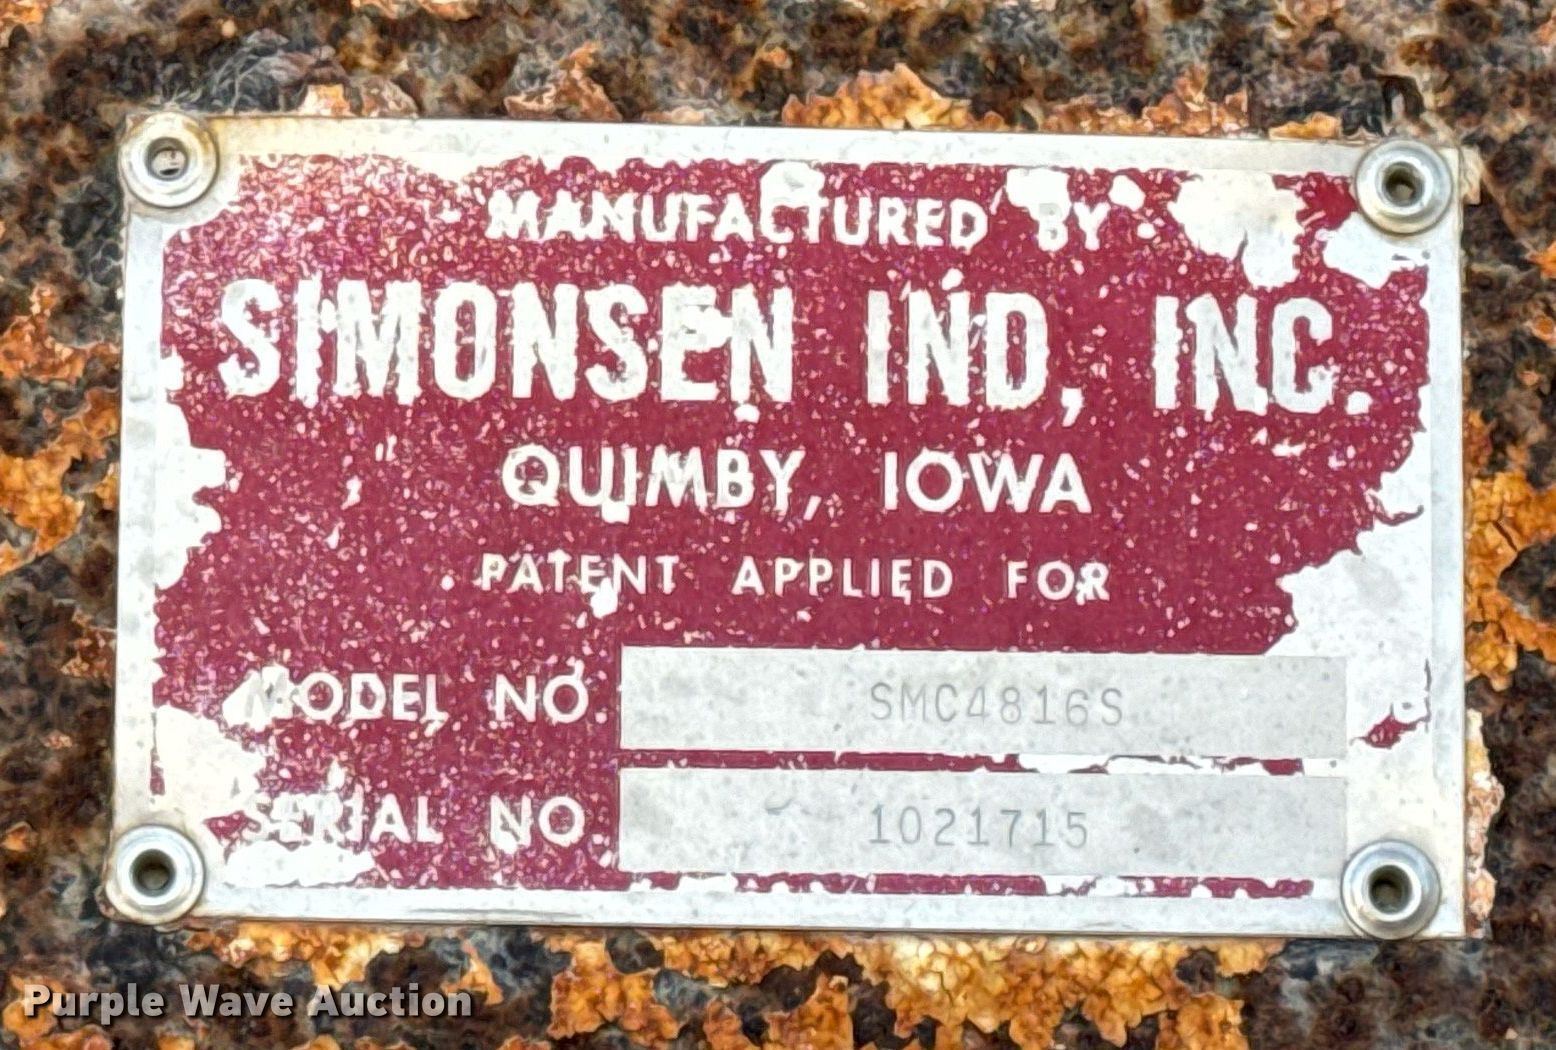 MANUFACTURED BY
SIMONSEN IND, INC.
QUIMBY, IOWA
PATENT APPLIED FOR
MODEL NO. SMC4816S
SERIAL NO. 1021715
Purple Wave Auction